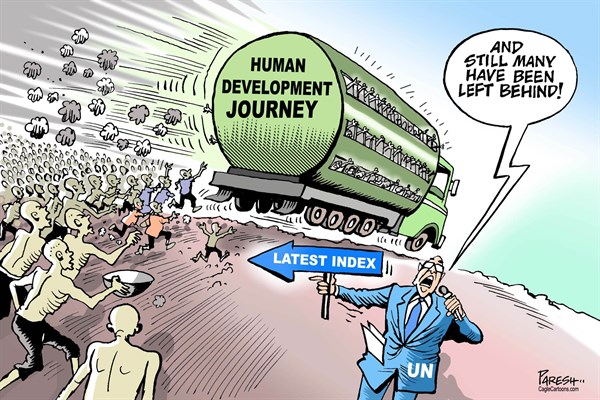 HUMAN
DEVELOPMENT
JOURNEY
AND
STILL MANY
HAVE BEEN
LEFT BEHIND!
LATEST INDEX
UN
PARESH..
CagleCartoons.com